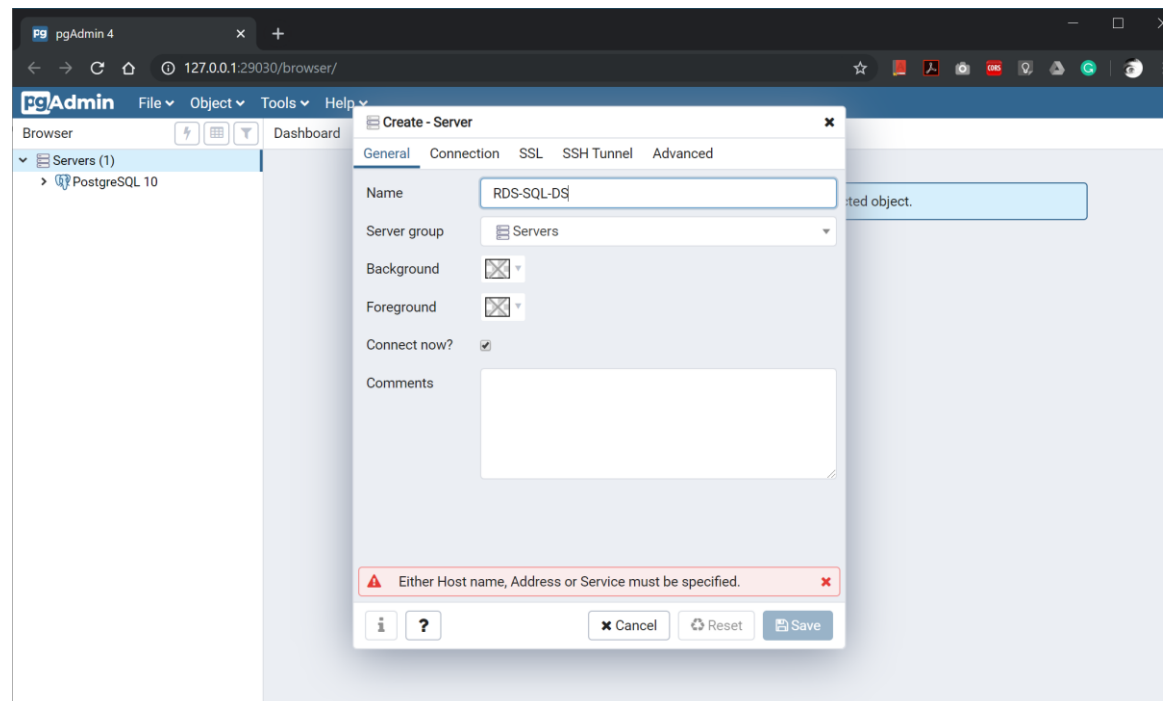 pgAdmin 4
127.0.0.1:29030/browser/
CORS
pgAdmin File Object Tools Help
Browser Dashboard
Servers (1)
PostgreSQL 10
Create - Server
General Connection SSL SSH Tunnel Advanced
Name RDS-SQL-DS
cted object.
Server group Servers
Background
Foreground
Connect now?
Comments
Either Host name, Address or Service must be specified.
i ? Cancel Reset Save